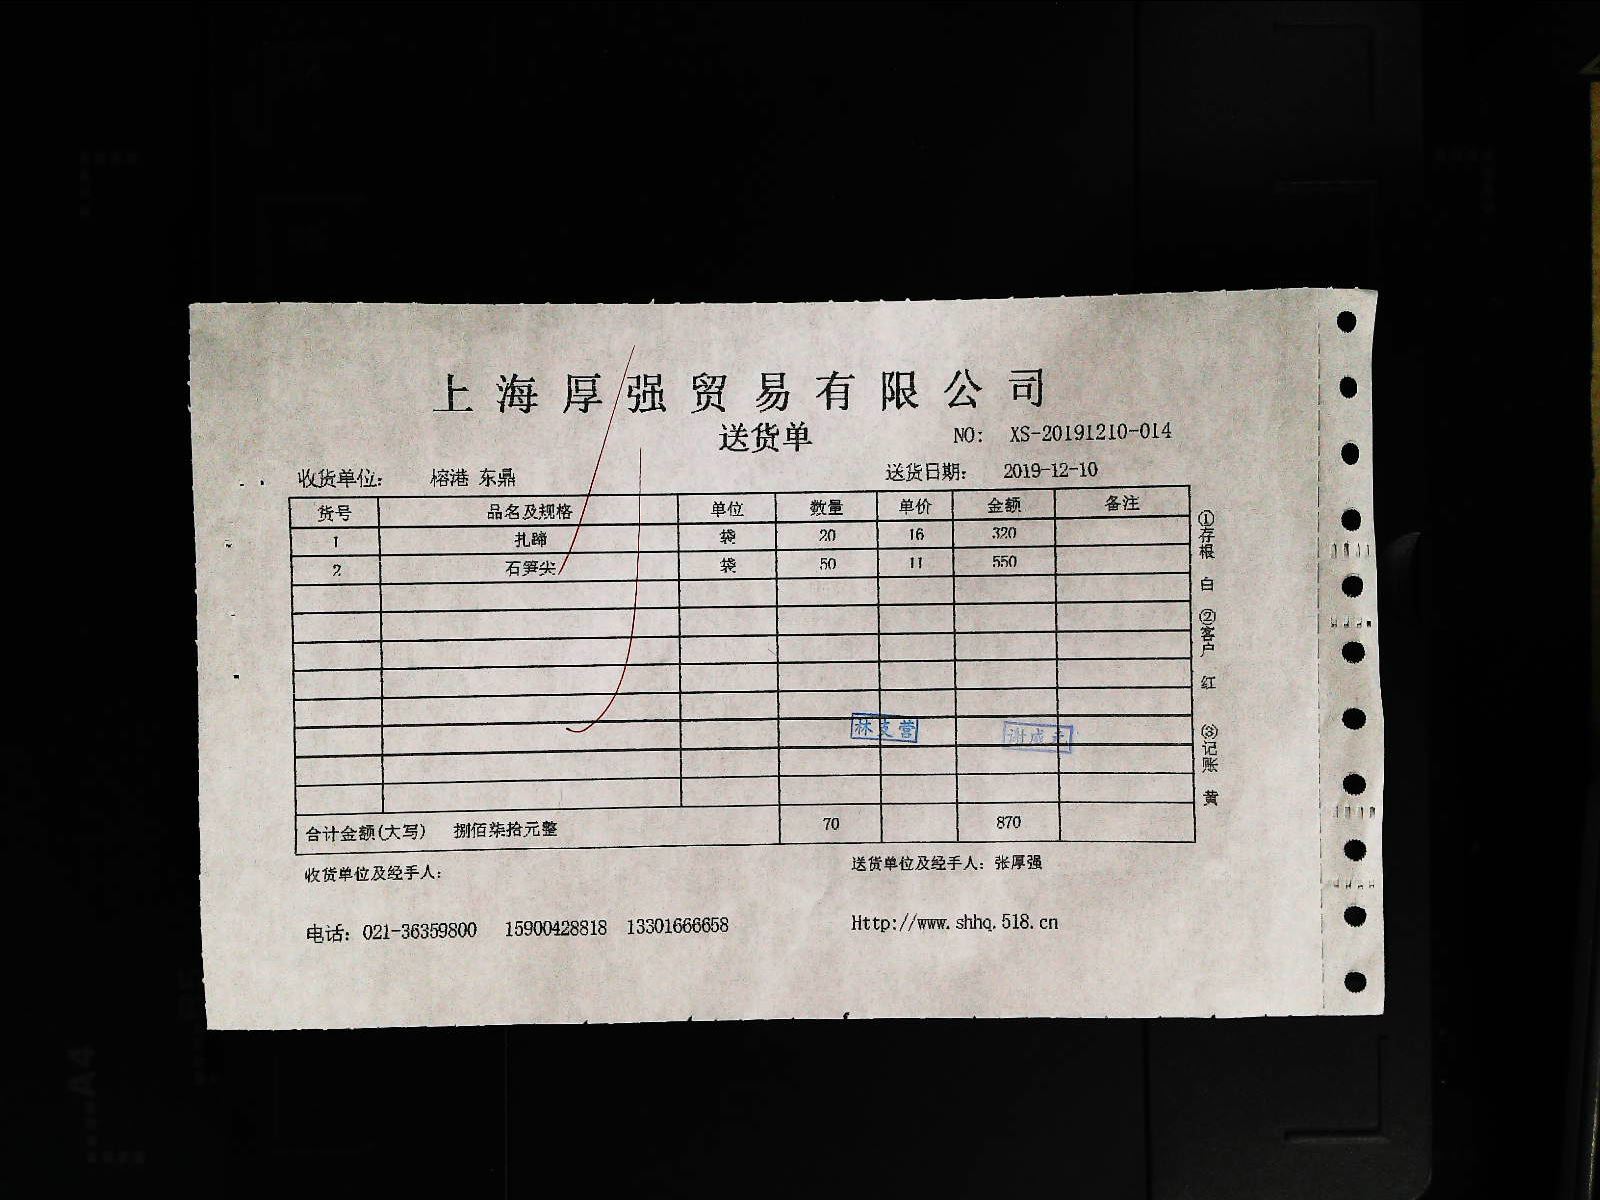 上海厚强贸易有限公司
送货单
NO: XS-20191210-014
收货单位: 榕港 东鼎
送货日期: 2019-12-10
货号 品名及规格 单位 数量 单价 金额 备注
1 扎蹄 袋 20 16 320
2 石笋尖 袋 50 11 550
林支营
谢成
合计金额(大写) 捌佰柒拾元整 70 870
收货单位及经手人:
送货单位及经手人: 张厚强
电话: 021-36359800 15900428818 13301666658
Http://www.shhq.518.cn
①存根 白 ②客户 红 ③记账 黄